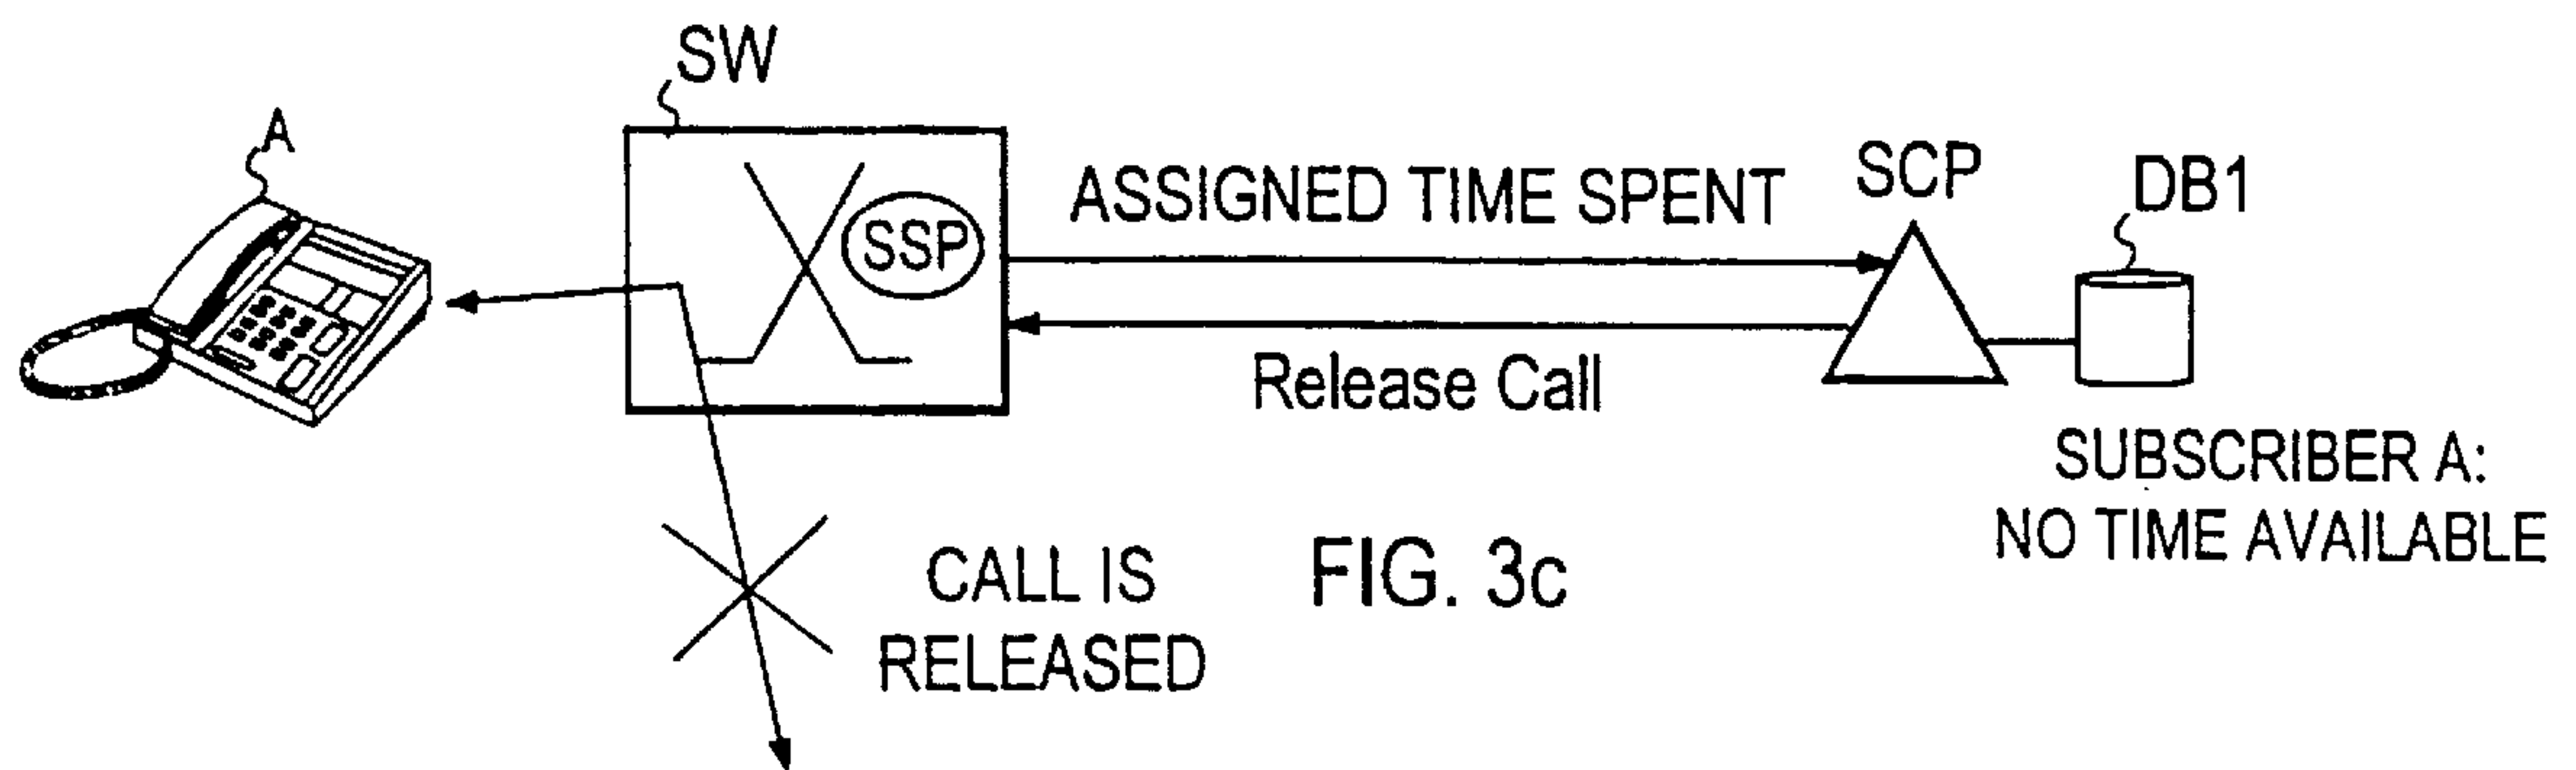 SW
A
SSP
ASSIGNED TIME SPENT
SCP
DB1
Release Call
SUBSCRIBER A:
NO TIME AVAILABLE
CALL IS
RELEASED
FIG. 3c